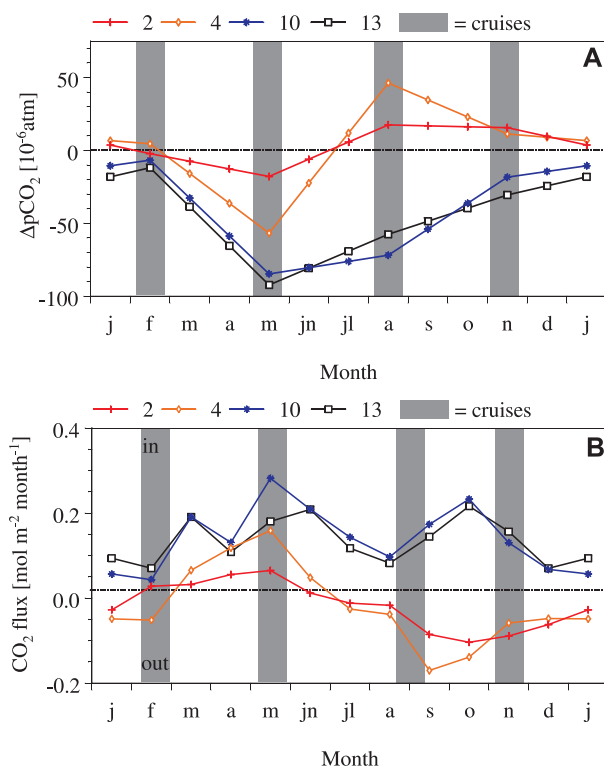 2 4 10 13 = cruises
A
50
0
-50
-100
ΔpCO₂ [10⁻⁶atm]
j f m a m jn jl a s o n d j
Month
2 4 10 13 = cruises
B
in
0.4
0.2
0.0
-0.2
out
CO₂ flux [mol m⁻² month⁻¹]
j f m a m jn jl a s o n d j
Month